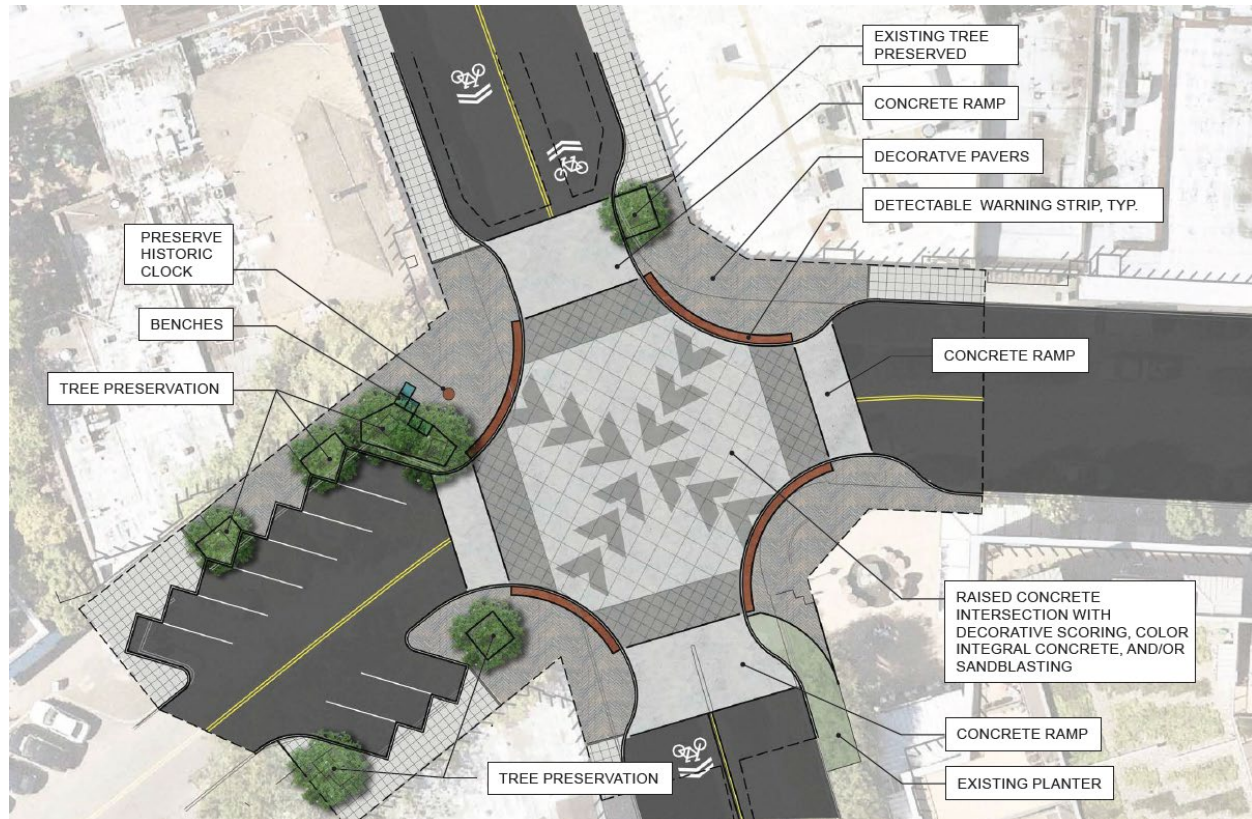 EXISTING TREE
PRESERVED
CONCRETE RAMP
DECORATVE PAVERS
DETECTABLE WARNING STRIP, TYP.
PRESERVE
HISTORIC
CLOCK
BENCHES
TREE PRESERVATION
CONCRETE RAMP
RAISED CONCRETE
INTERSECTION WITH
DECORATIVE SCORING, COLOR
INTEGRAL CONCRETE, AND/OR
SANDBLASTING
CONCRETE RAMP
TREE PRESERVATION
EXISTING PLANTER